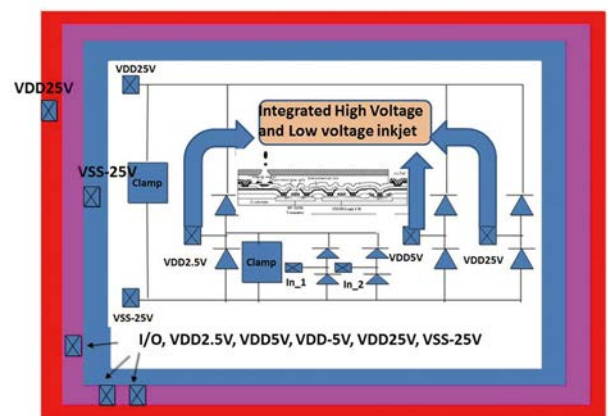 VDD25V
VDD25V
Integrated High Voltage
and Low voltage inkjet
VSS-25V
Clamp
VDD2.5V
Clamp
VDD5V
VDD25V
In_1
In_2
VSS-25V
I/O, VDD2.5V, VDD5V, VDD-5V, VDD25V, VSS-25V